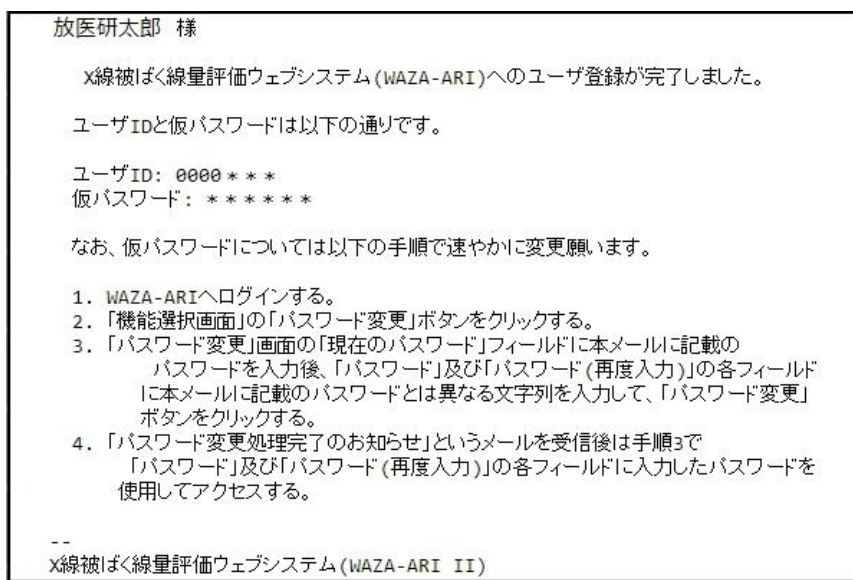 放医研太郎 様
X線被ばく線量評価ウェブシステム(WAZA-ARI)へのユーザ登録が完了しました。
ユーザIDと仮パスワードは以下の通りです。
ユーザID: 0000＊＊＊
仮パスワード: ＊＊＊＊＊＊
なお、仮パスワードについては以下の手順で速やかに変更願います。
1. WAZA-ARIへログインする。
2. 「機能選択画面」の「パスワード変更」ボタンをクリックする。
3. 「パスワード変更」画面の「現在のパスワード」フィールドに本メールに記載の
パスワードを入力後、「パスワード」及び「パスワード(再度入力)」の各フィールド
に本メールに記載のパスワードとは異なる文字列を入力して、「パスワード変更」
ボタンをクリックする。
4. 「パスワード変更処理完了のお知らせ」というメールを受信後は手順3で
「パスワード」及び「パスワード(再度入力)」の各フィールドに入力したパスワードを
使用してアクセスする。
--
X線被ばく線量評価ウェブシステム(WAZA-ARI II)